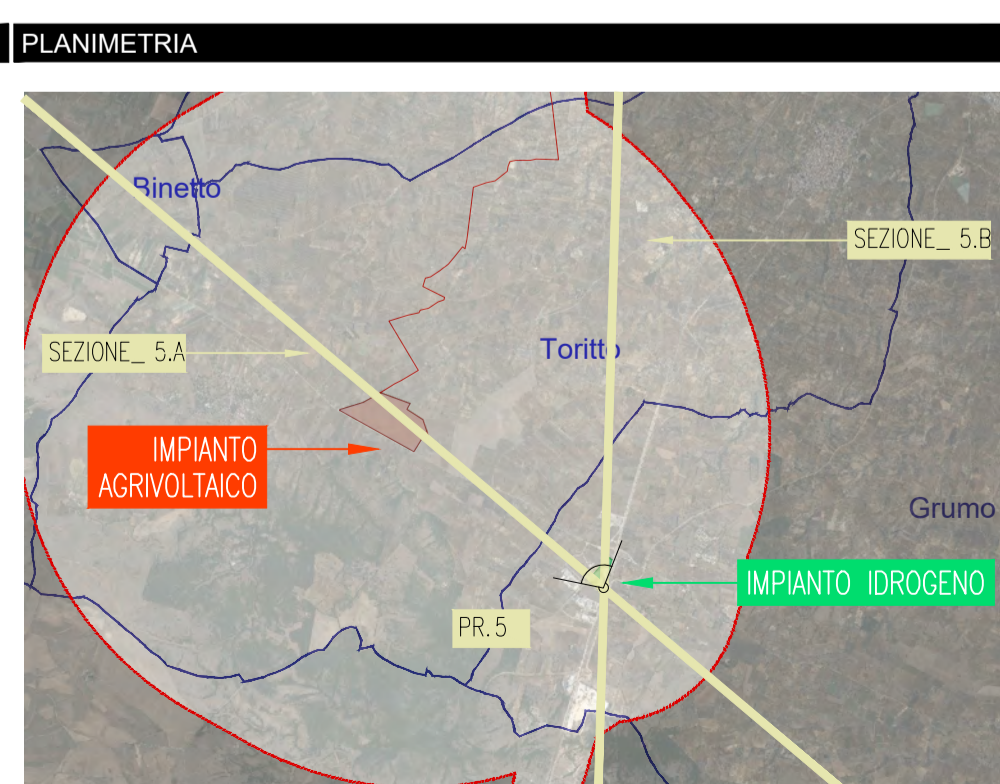 PLANIMETRIA
Binetto
SEZIONE_ 5.B
SEZIONE_ 5.A
Toritto
IMPIANTO
AGRIVOLTAICO
Grumo
IMPIANTO IDROGENO
PR.5